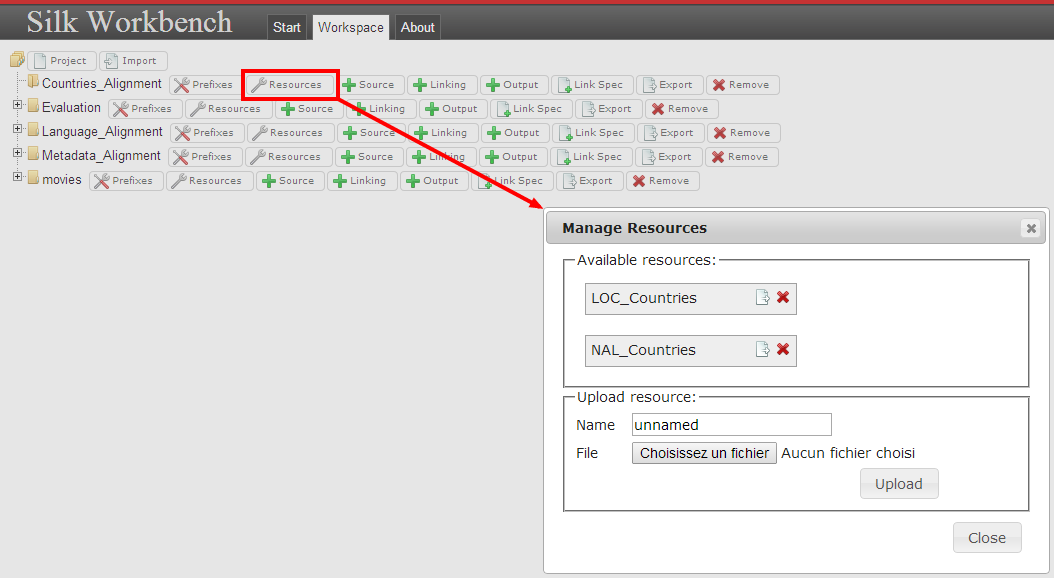 Silk Workbench Start Workspace About
Project Import
Countries_Alignment Prefixes Resources Source Linking Output Link Spec Export Remove
Evaluation Prefixes Resources Source Linking Output Link Spec Export Remove
Language_Alignment Prefixes Resources Source Linking Output Link Spec Export Remove
Metadata_Alignment Prefixes Resources Source Linking Output Link Spec Export Remove
movies Prefixes Resources Source Linking Output Link Spec Export Remove
Manage Resources
Available resources:
LOC_Countries
NAL_Countries
Upload resource:
Name unnamed
File Choisissez un fichier Aucun fichier choisi
Upload
Close